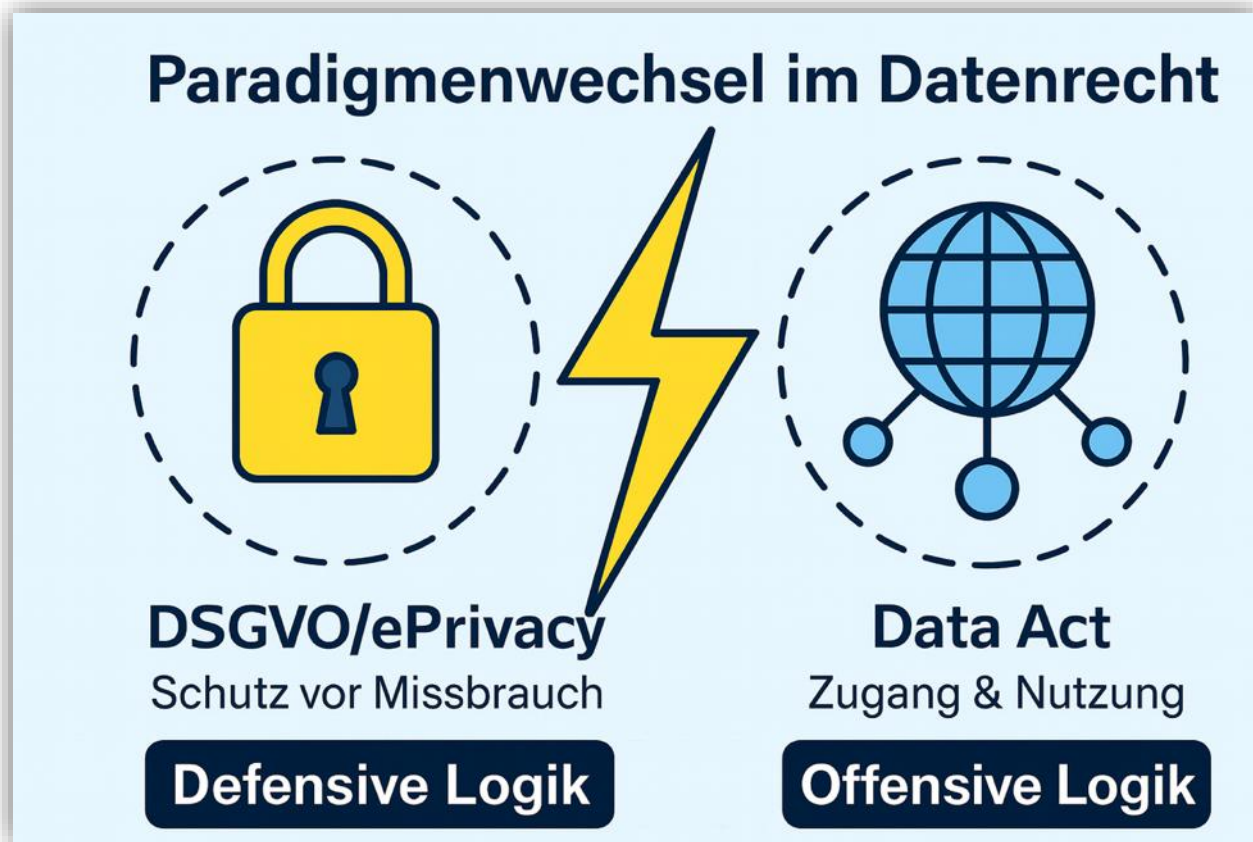 Paradigmenwechsel im Datenrecht
DSGVO/ePrivacy
Schutz vor Missbrauch
Defensive Logik
Data Act
Zugang & Nutzung
Offensive Logik